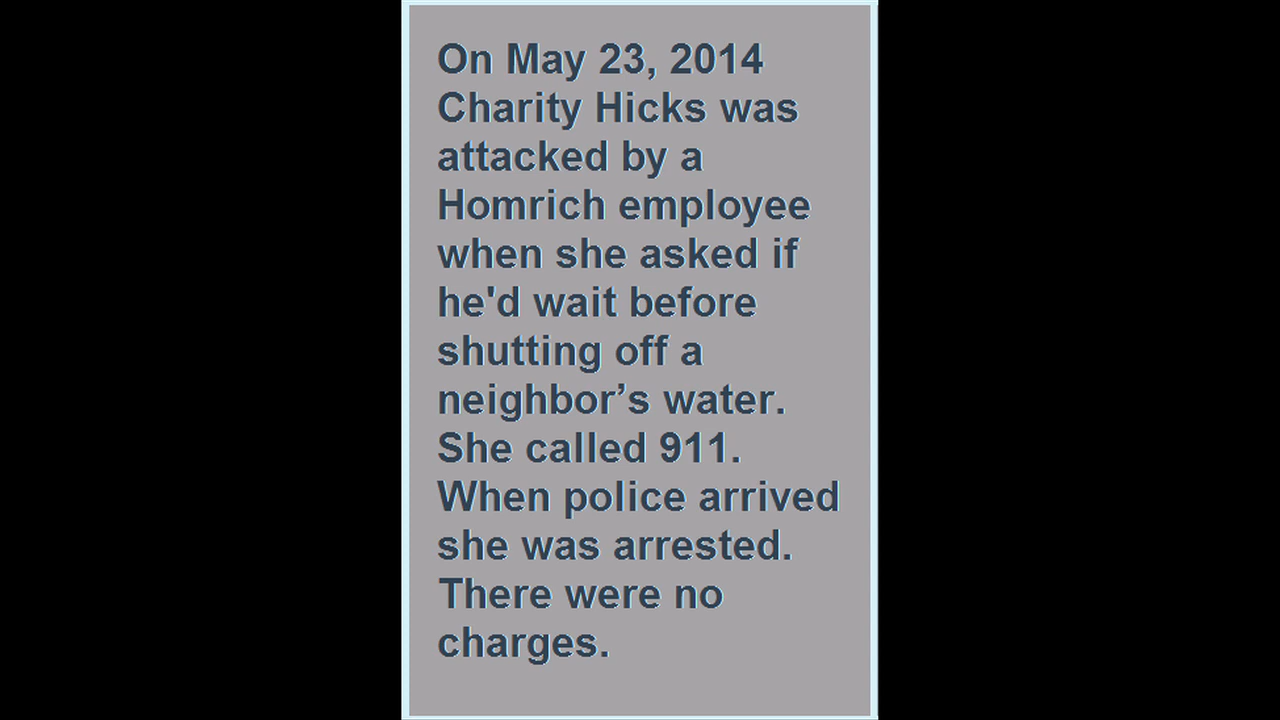 On May 23, 2014
Charity Hicks was
attacked by a
Homrich employee
when she asked if
he'd wait before
shutting off a
neighbor’s water.
She called 911.
When police arrived
she was arrested.
There were no
charges.